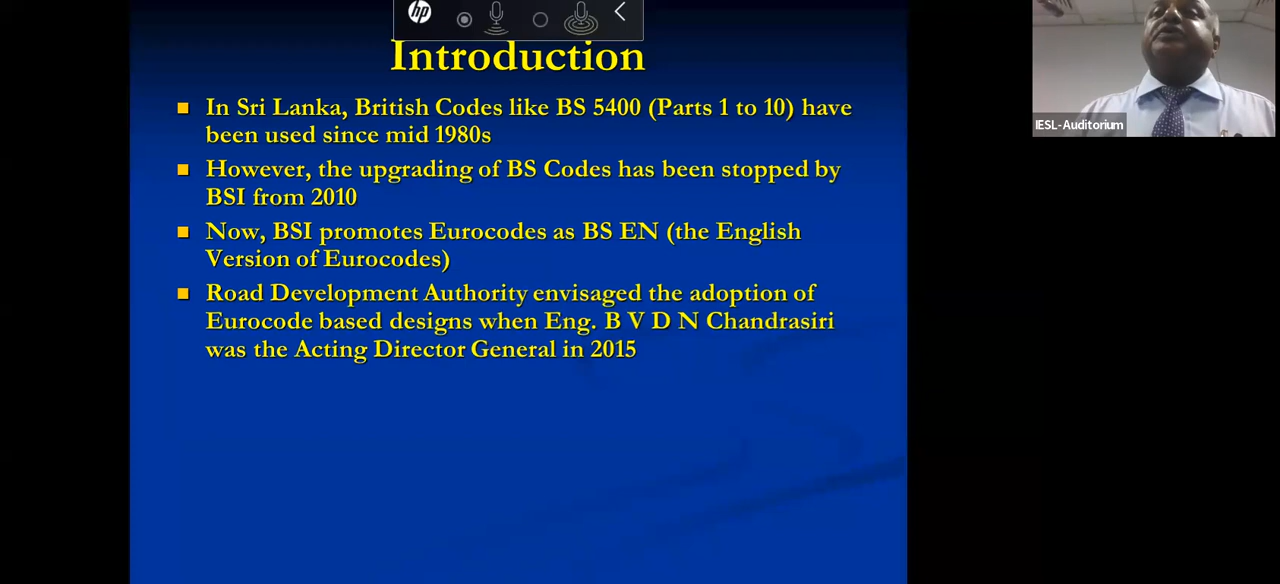 hp
Introduction
IESL-Auditorium
In Sri Lanka, British Codes like BS 5400 (Parts 1 to 10) have
been used since mid 1980s
However, the upgrading of BS Codes has been stopped by
BSI from 2010
Now, BSI promotes Eurocodes as BS EN (the English
Version of Eurocodes)
Road Development Authority envisaged the adoption of
Eurocode based designs when Eng. B V D N Chandrasiri
was the Acting Director General in 2015